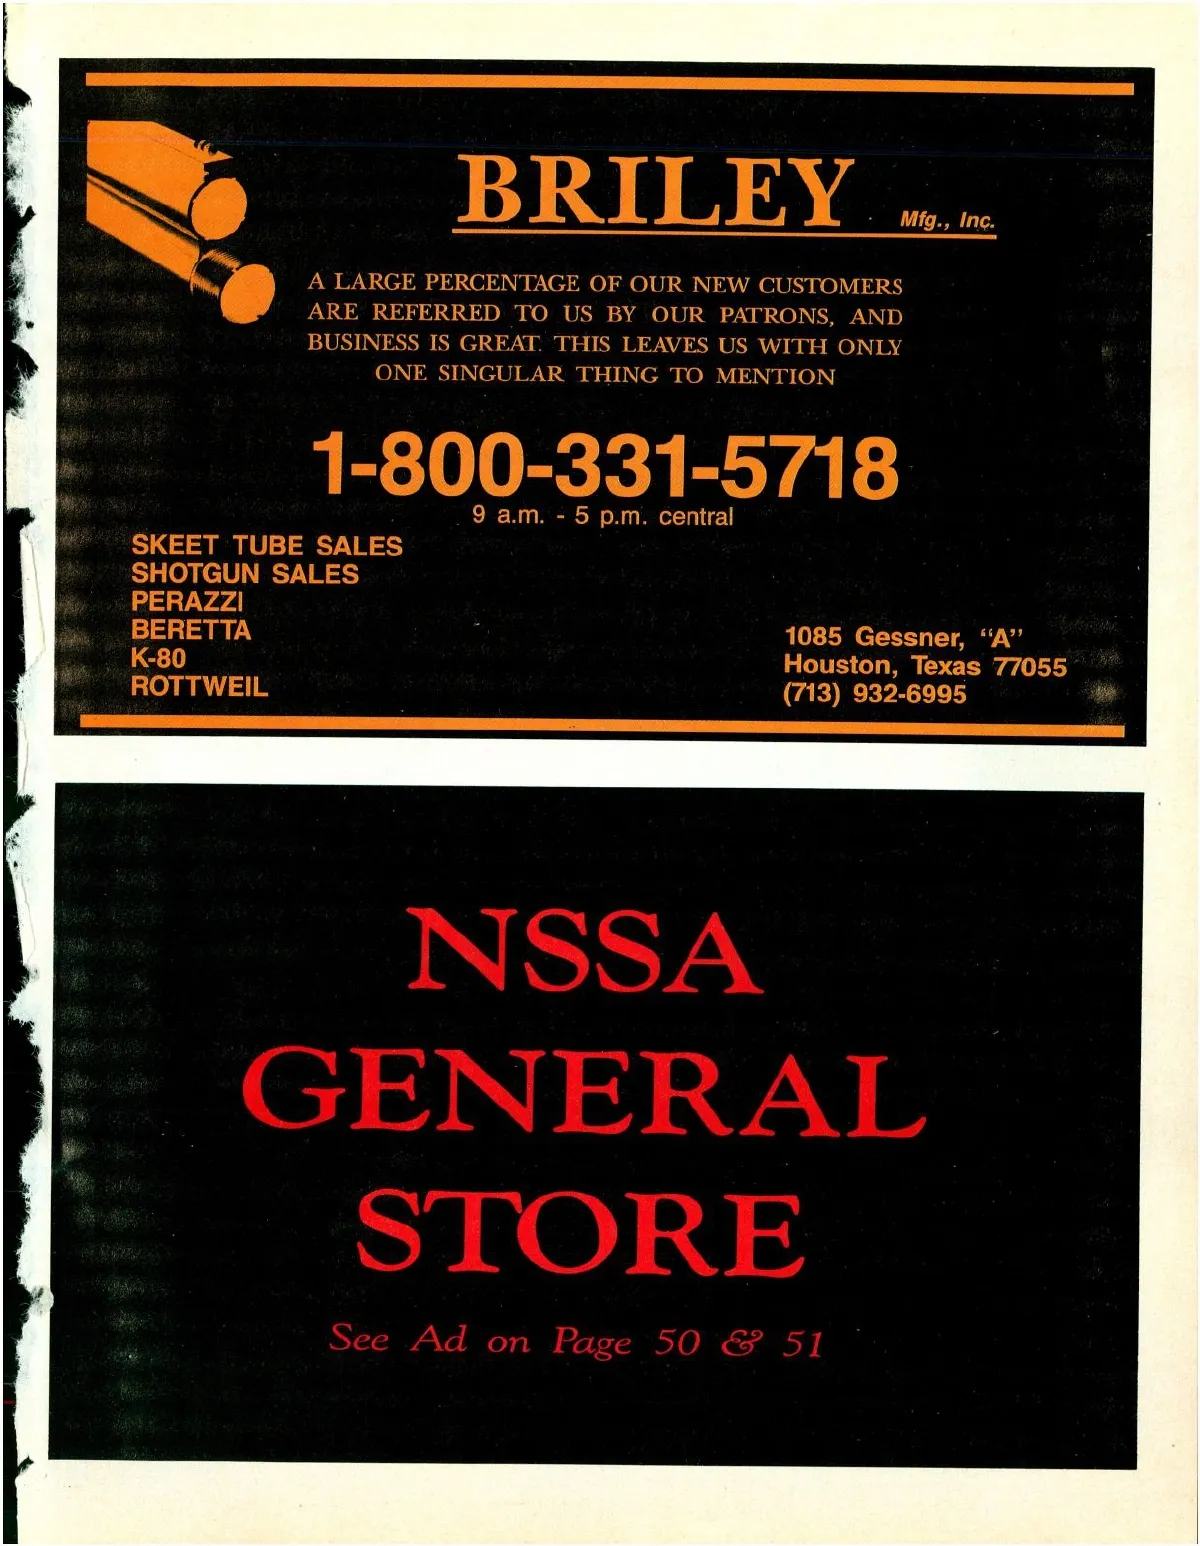 BRILEY Mfg., Inc.
A LARGE PERCENTAGE OF OUR NEW CUSTOMERS
ARE REFERRED TO US BY OUR PATRONS, AND
BUSINESS IS GREAT. THIS LEAVES US WITH ONLY
ONE SINGULAR THING TO MENTION
1-800-331-5718
9 a.m. - 5 p.m. central
SKEET TUBE SALES
SHOTGUN SALES
PERAZZI
BERETTA
K-80
ROTTWEIL
1085 Gessner, “A”
Houston, Texas 77055
(713) 932-6995
NSSA
GENERAL
STORE
See Ad on Page 50 & 51